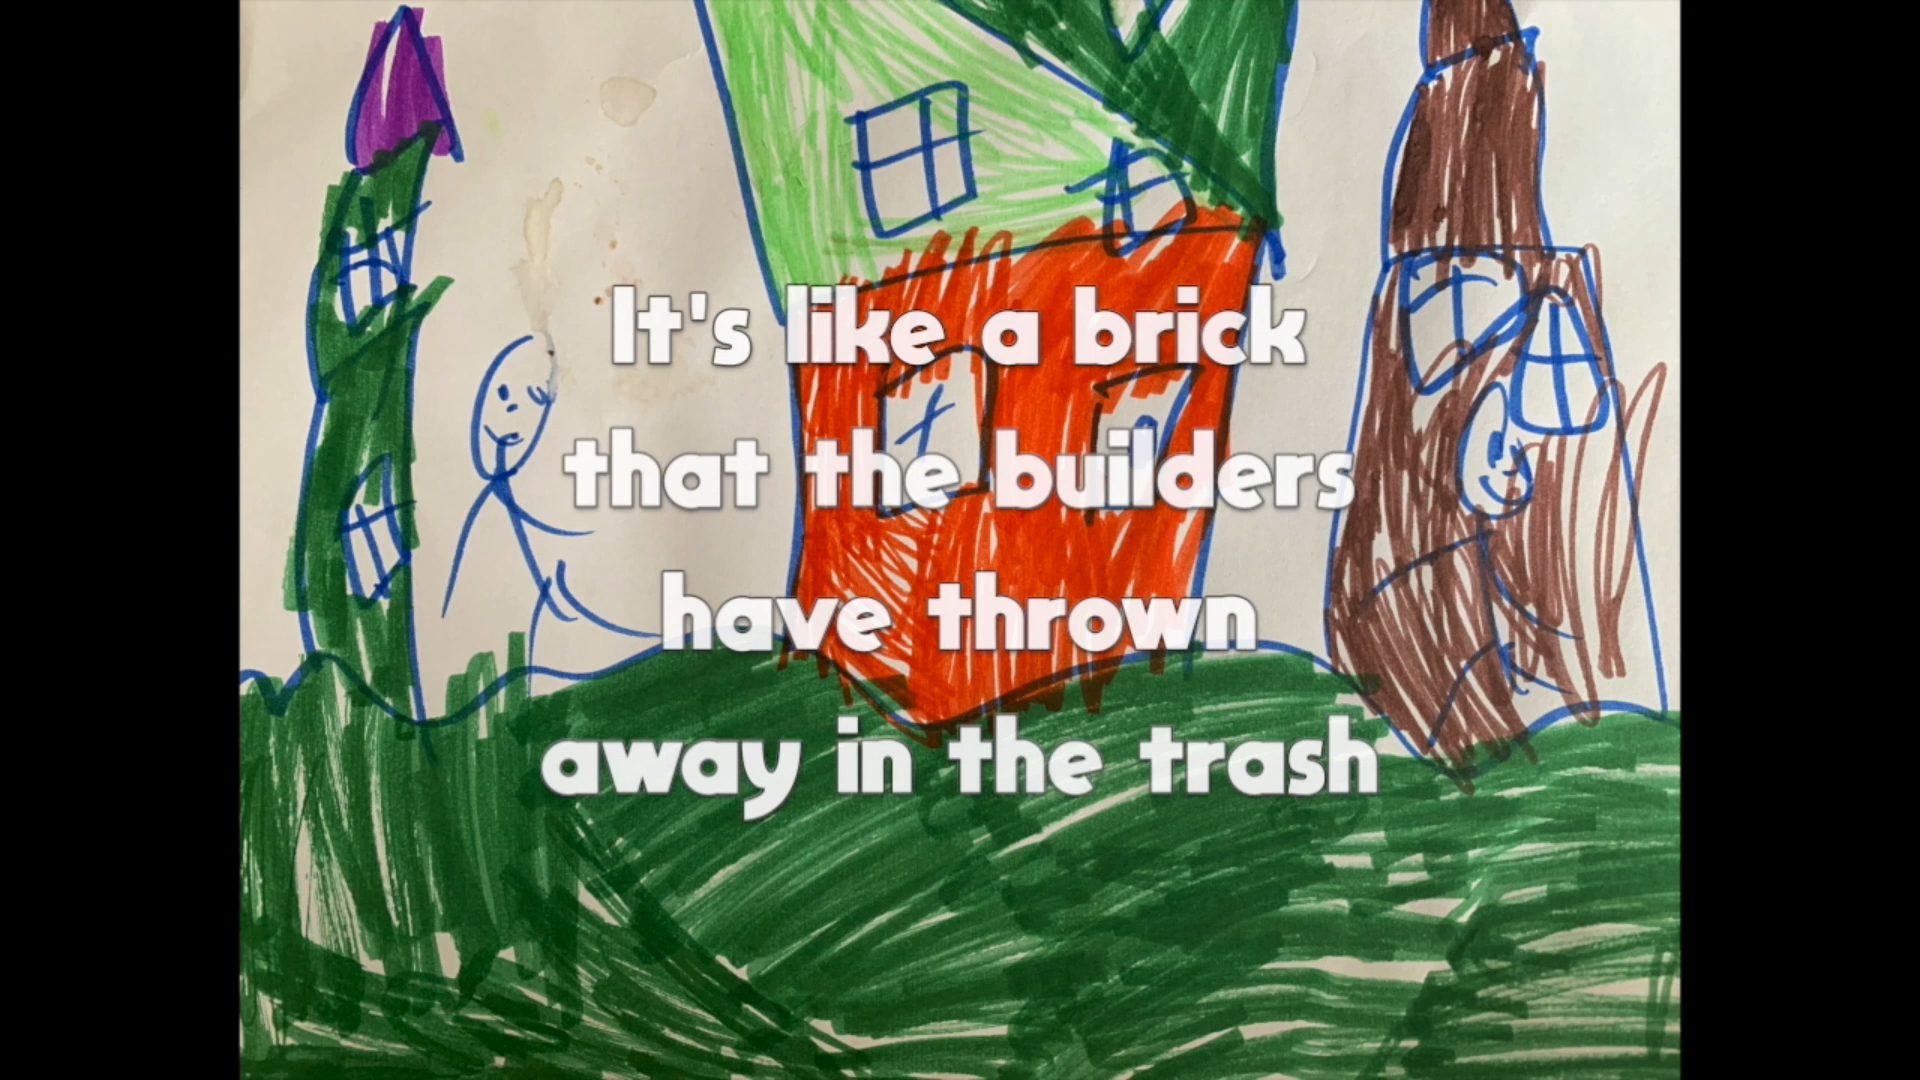 It's like a brick
that the builders
have thrown
away in the trash